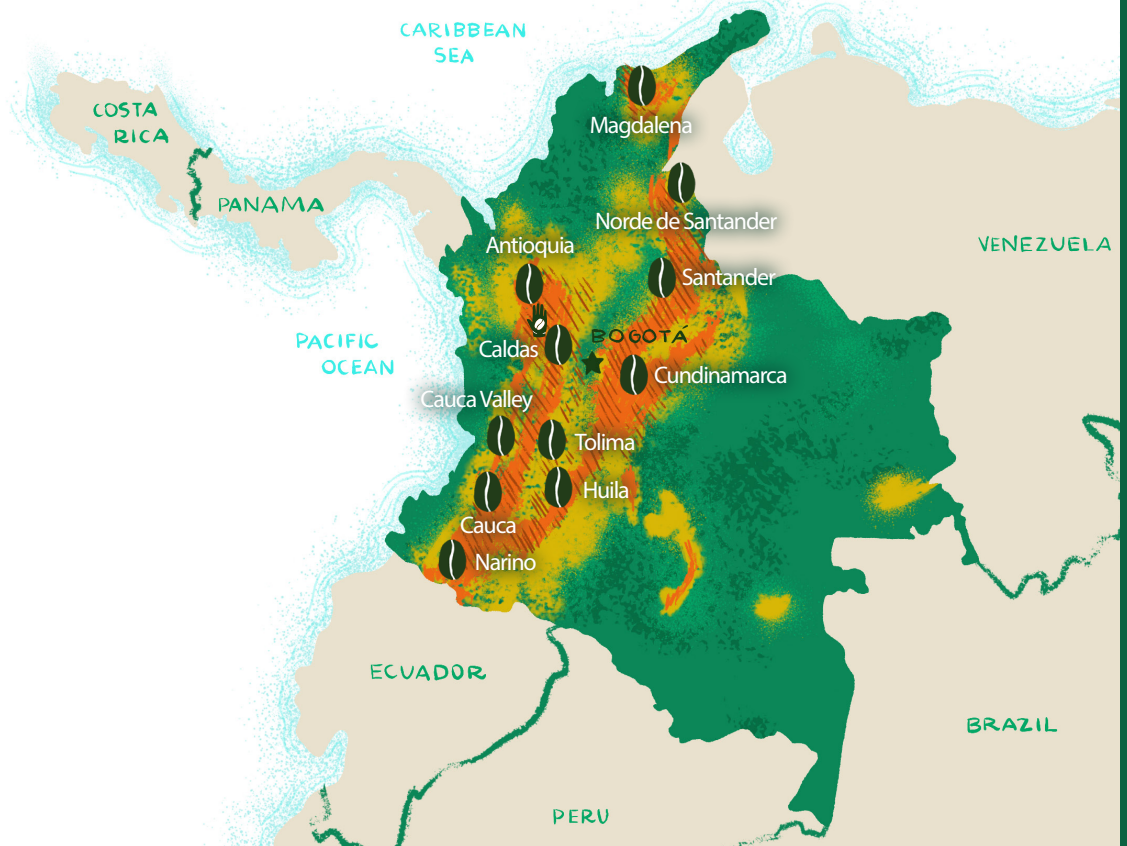 CARIBBEAN
SEA
COSTA
RICA
PANAMA
Magdalena
Norde de Santander
Antioquia
VENEZUELA
Santander
PACIFIC
OCEAN
BOGOTÁ
Caldas
Cundinamarca
Cauca Valley
Tolima
Huila
Cauca
Narino
ECUADOR
BRAZIL
PERU